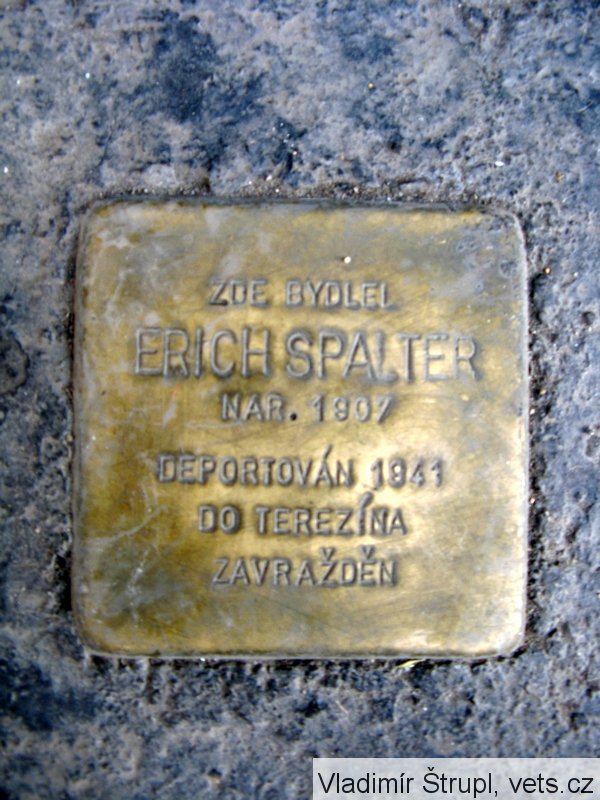 ZDE BYDLEL
ERICH SPALTER
NAR. 1907
DEPORTOVÁN 1941
DO TEREZÍNA
ZAVRAŽDĚN
Vladimír Štrupl, vets.cz